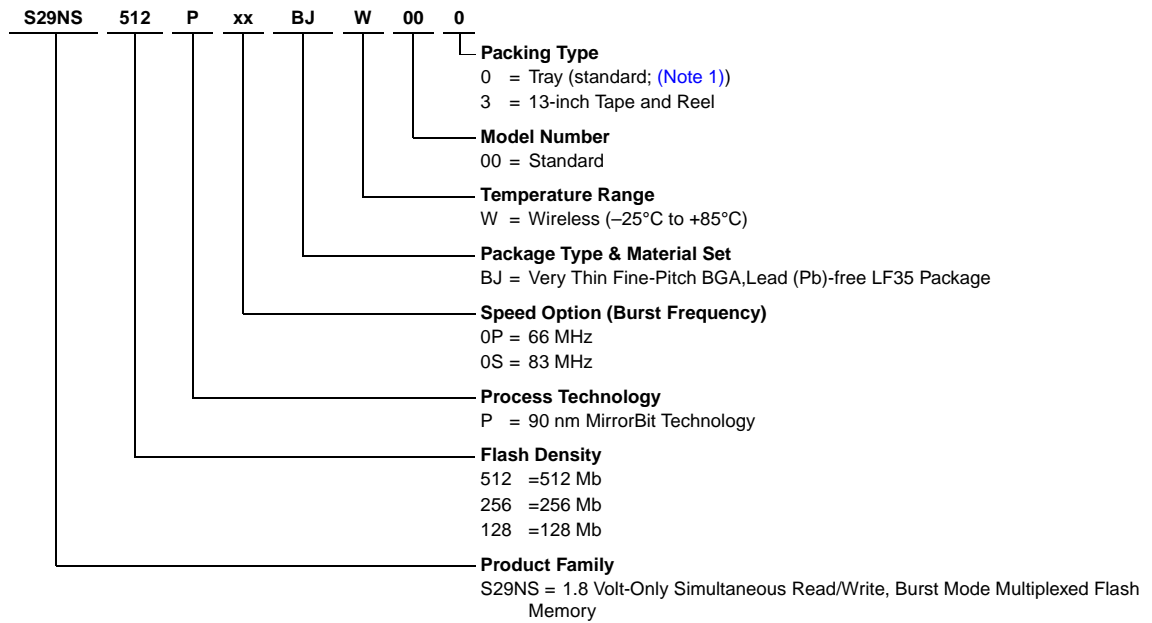 S29NS 512 P xx BJ W 00 0
Packing Type
0 = Tray (standard; (Note 1))
3 = 13-inch Tape and Reel
Model Number
00 = Standard
Temperature Range
W = Wireless (–25°C to +85°C)
Package Type & Material Set
BJ = Very Thin Fine-Pitch BGA,Lead (Pb)-free LF35 Package
Speed Option (Burst Frequency)
0P = 66 MHz
0S = 83 MHz
Process Technology
P = 90 nm MirrorBit Technology
Flash Density
512 =512 Mb
256 =256 Mb
128 =128 Mb
Product Family
S29NS = 1.8 Volt-Only Simultaneous Read/Write, Burst Mode Multiplexed Flash
Memory